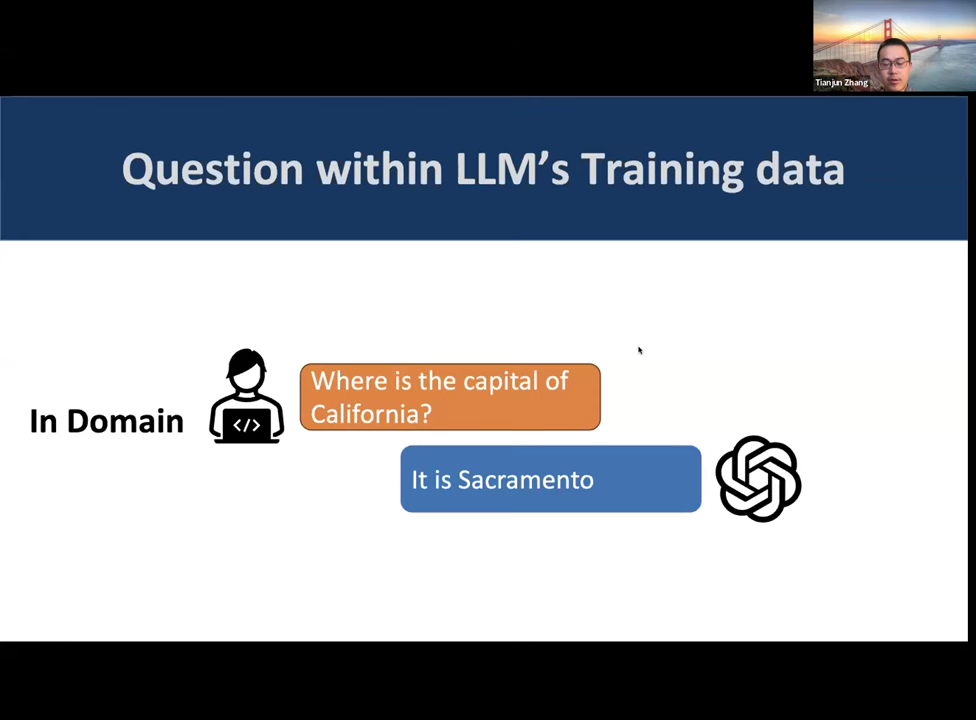 Tianjun Zhang
Question within LLM’s Training data
In Domain
</>
Where is the capital of
California?
It is Sacramento